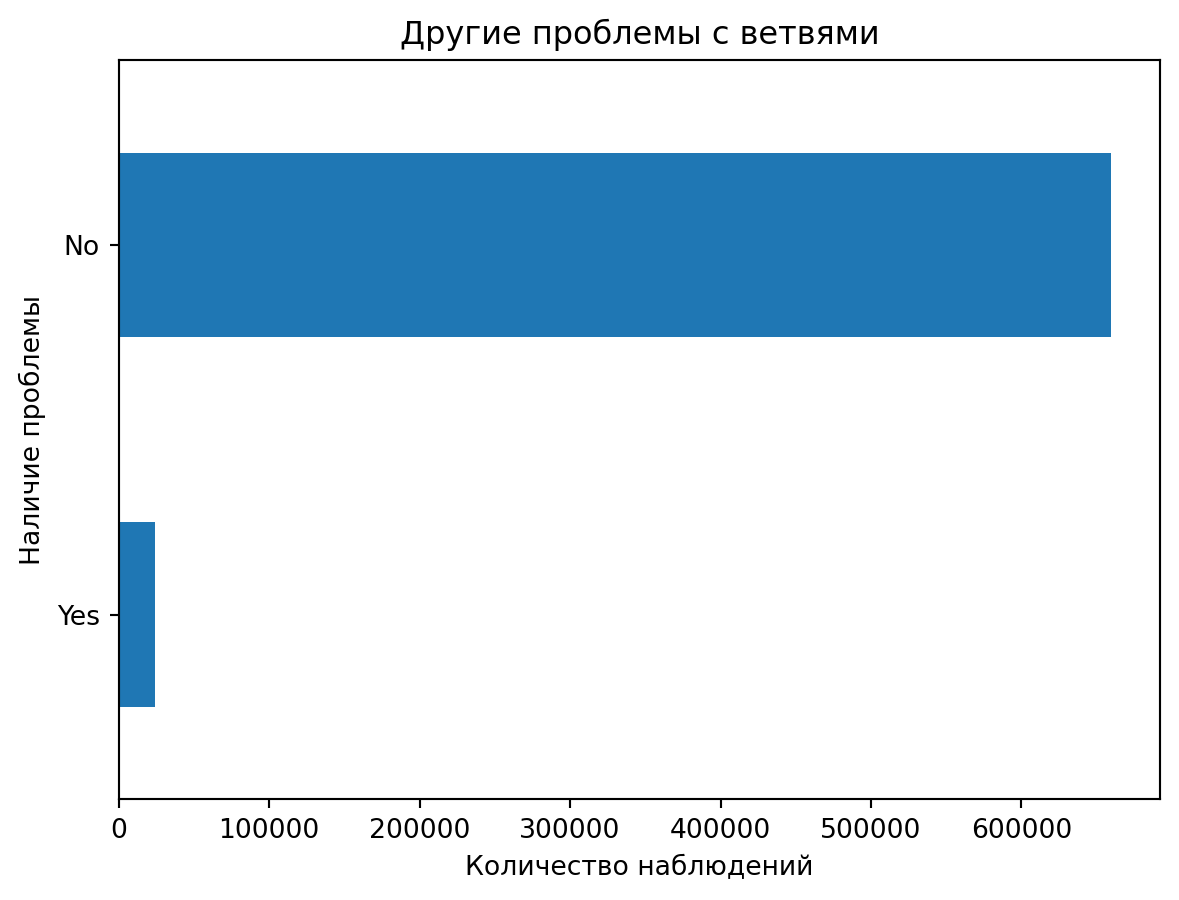 Другие проблемы с ветвями
Наличие проблемы
No
Yes
0 100000 200000 300000 400000 500000 600000
Количество наблюдений